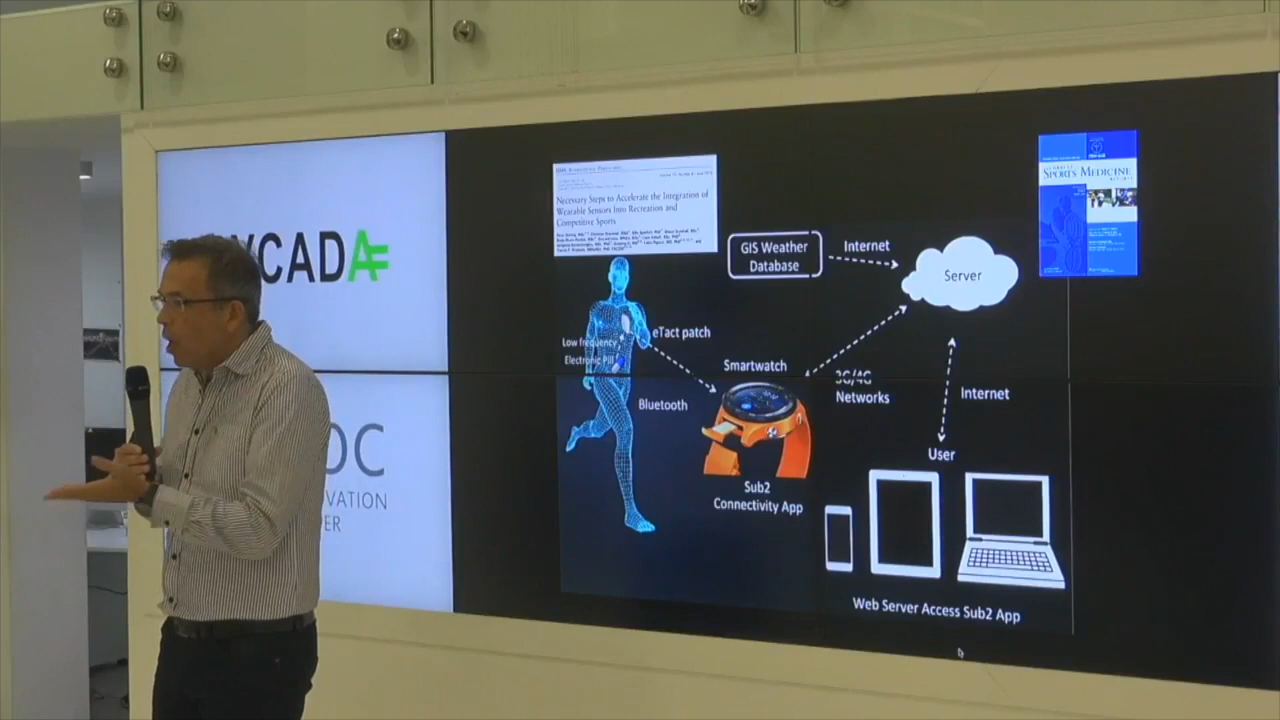 YCADA
OC
VATION
ER
Necessary Steps to Accelerate the Integration of
Wearable Sensors Into Recreation and
Competitive Sports
GIS Weather
Database
Internet
Server
SPORTS MEDICINE
eTact patch
Low frequency
Electronic Pill
Bluetooth
Smartwatch
3G/4G
Networks
Internet
User
Sub2
Connectivity App
Web Server Access Sub2 App